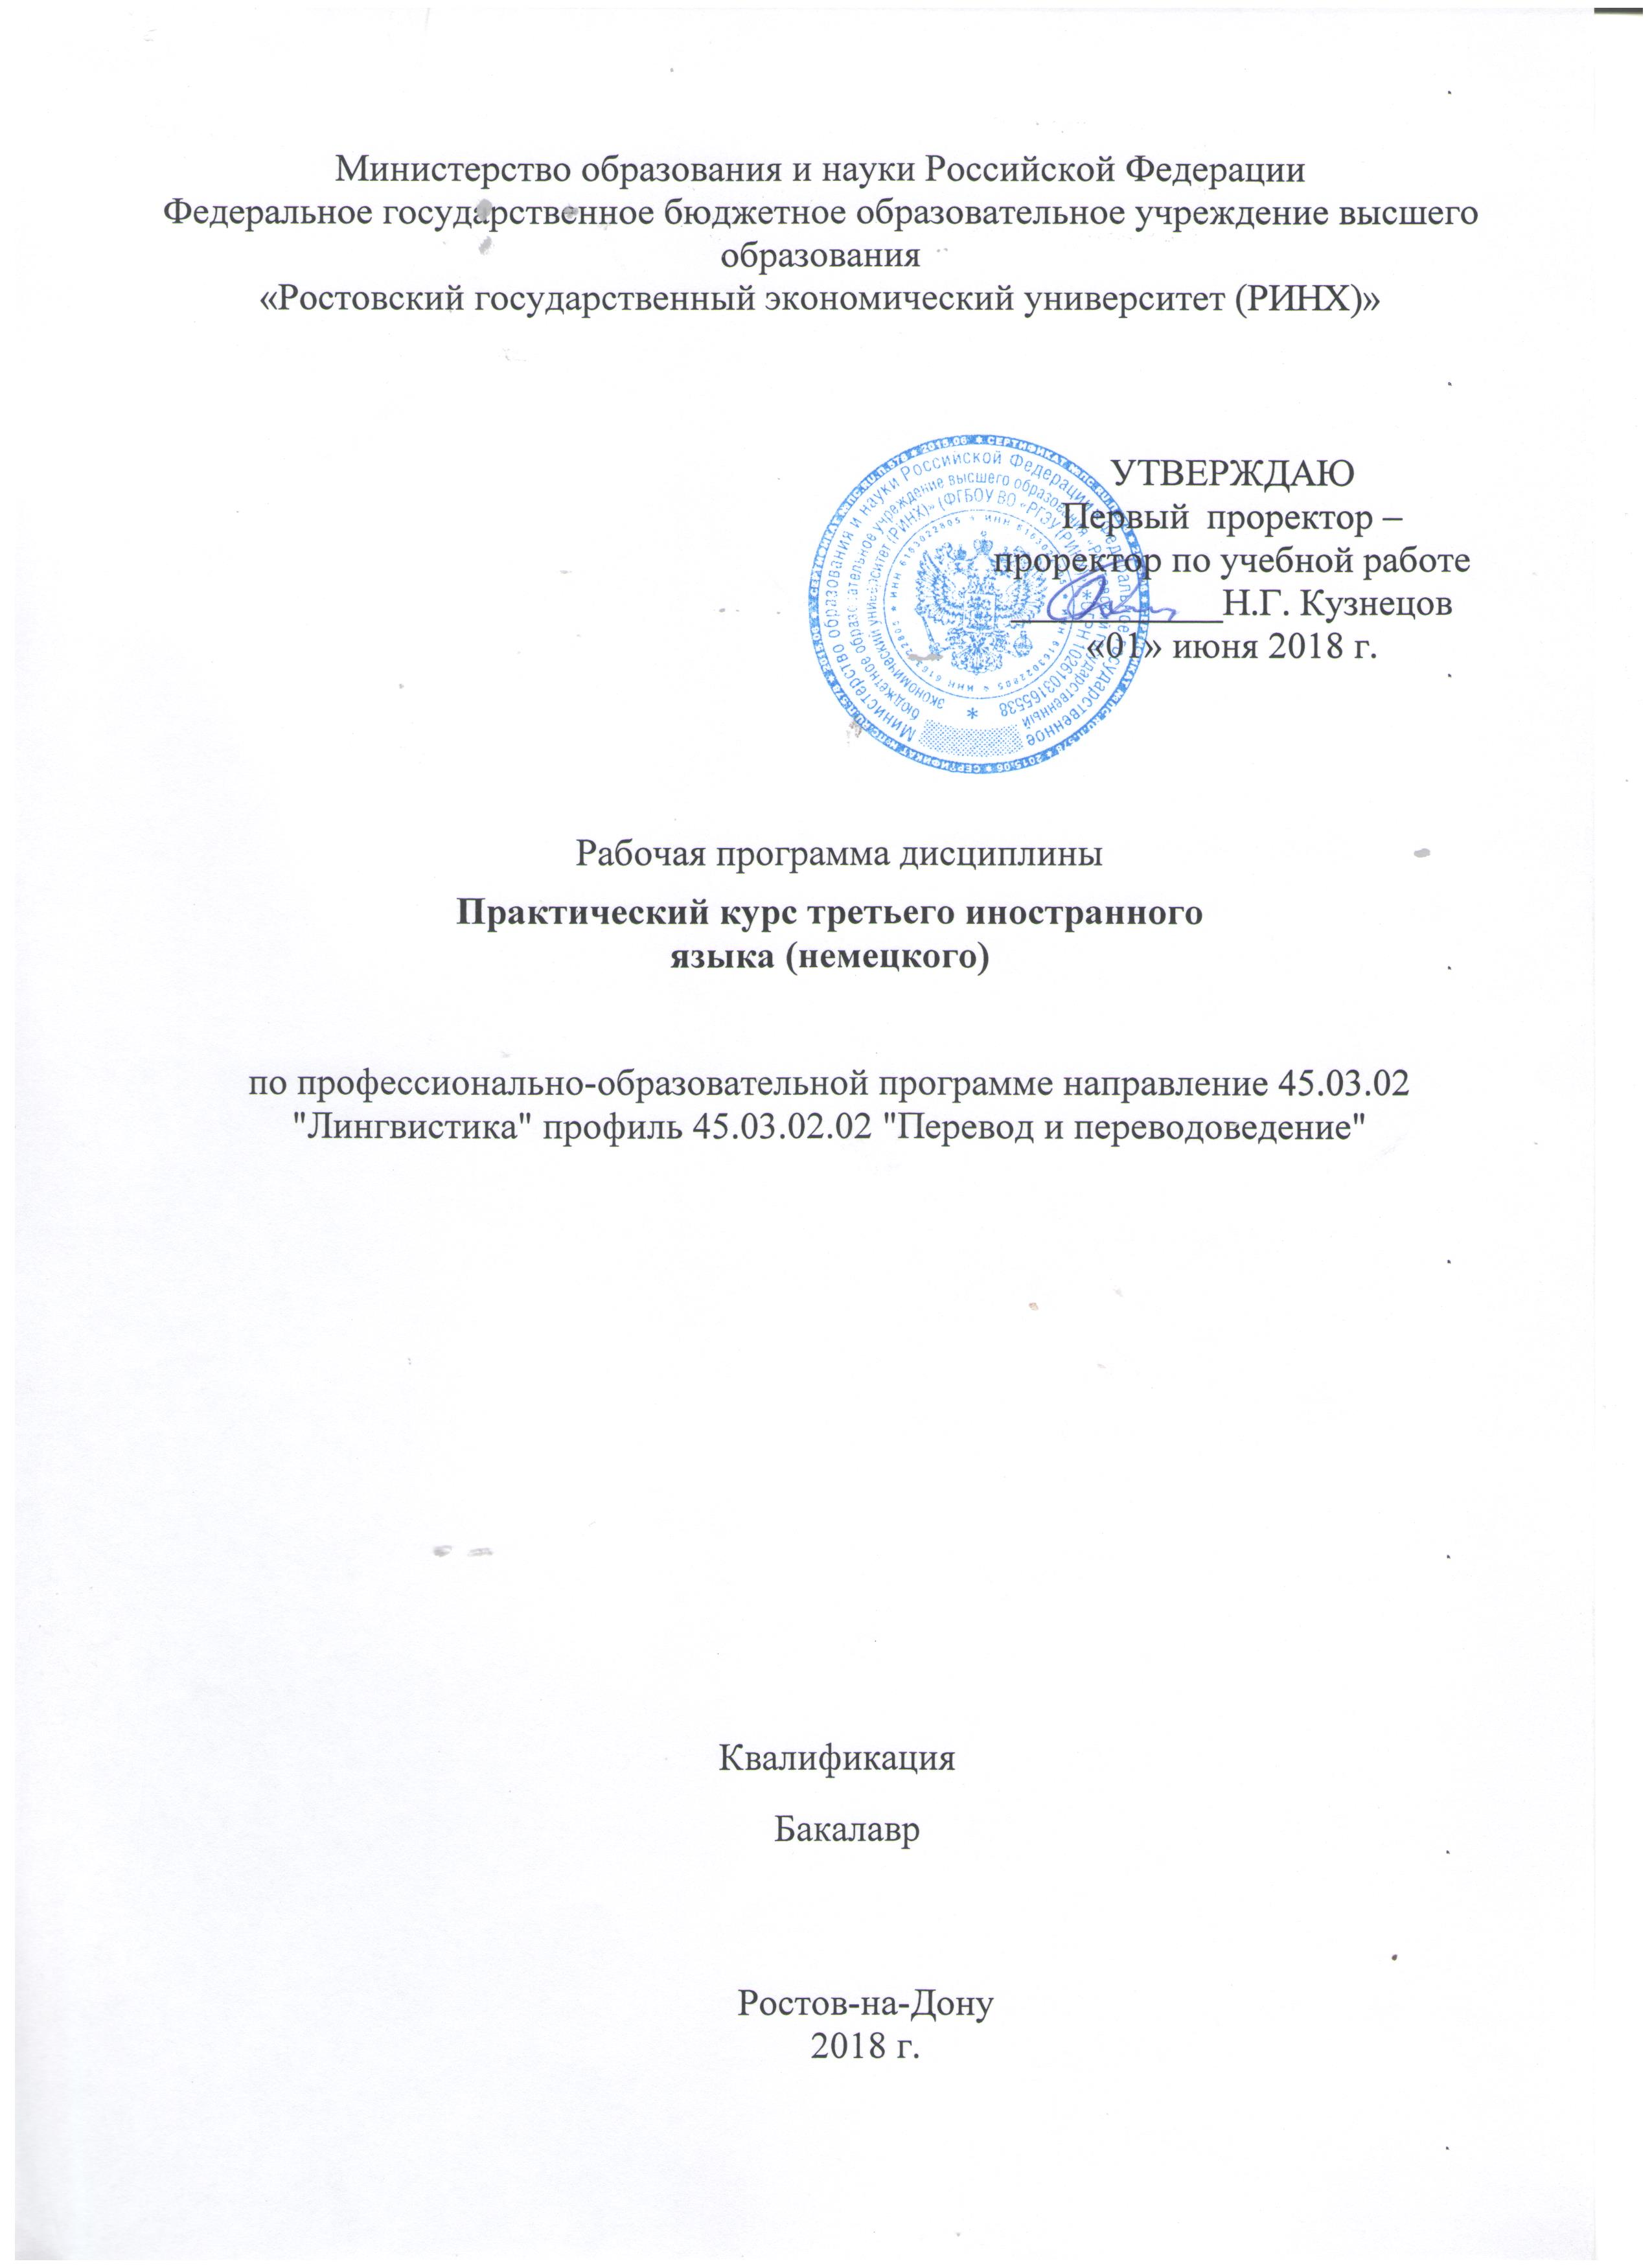 Министерство образования и науки Российской Федерации
Федеральное государственное бюджетное образовательное учреждение высшего
образования
«Ростовский государственный экономический университет (РИНХ)»
УТВЕРЖДАЮ
Первый проректор –
проректор по учебной работе
____________Н.Г. Кузнецов
«01» июня 2018 г.
Рабочая программа дисциплины
Практический курс третьего иностранного
языка (немецкого)
по профессионально-образовательной программе направление 45.03.02
"Лингвистика" профиль 45.03.02.02 "Перевод и переводоведение"
Квалификация
Бакалавр
Ростов-на-Дону
2018 г.